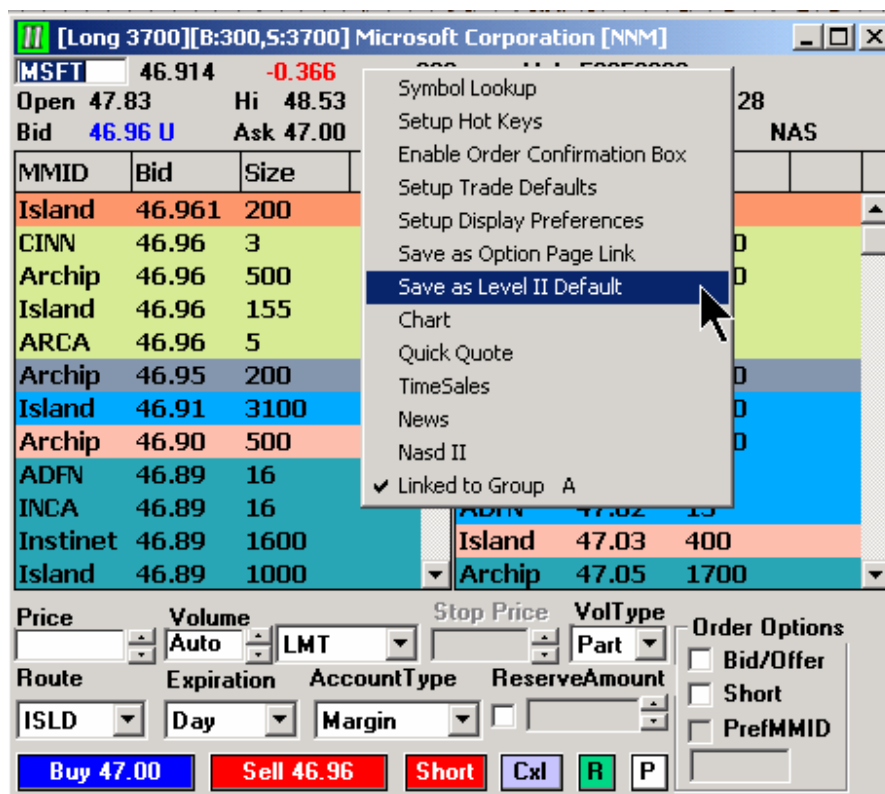 [Long 3700][B:300,S:3700] Microsoft Corporation [NNM]
MSFT 46.914 -0.366
Open 47.83 Hi 48.53 28
Bid 46.96 U Ask 47.00 NAS
MMID Bid Size
Island 46.961 200
CINN 46.96 3
Archip 46.96 500
Island 46.96 155
ARCA 46.96 5
Archip 46.95 200
Island 46.91 3100
Archip 46.90 500
ADFN 46.89 16
INCA 46.89 16
Instinet 46.89 1600
Island 46.89 1000
Symbol Lookup
Setup Hot Keys
Enable Order Confirmation Box
Setup Trade Defaults
Setup Display Preferences
Save as Option Page Link
Save as Level II Default
Chart
Quick Quote
TimeSales
News
Nasd II
Linked to Group A
Island 47.03 400
Archip 47.05 1700
Price Volume Stop Price VolType
Auto LMT Part
Route Expiration AccountType ReserveAmount
ISLD Day Margin
Order Options
Bid/Offer
Short
PrefMMID
Buy 47.00 Sell 46.96 Short Cxl R P